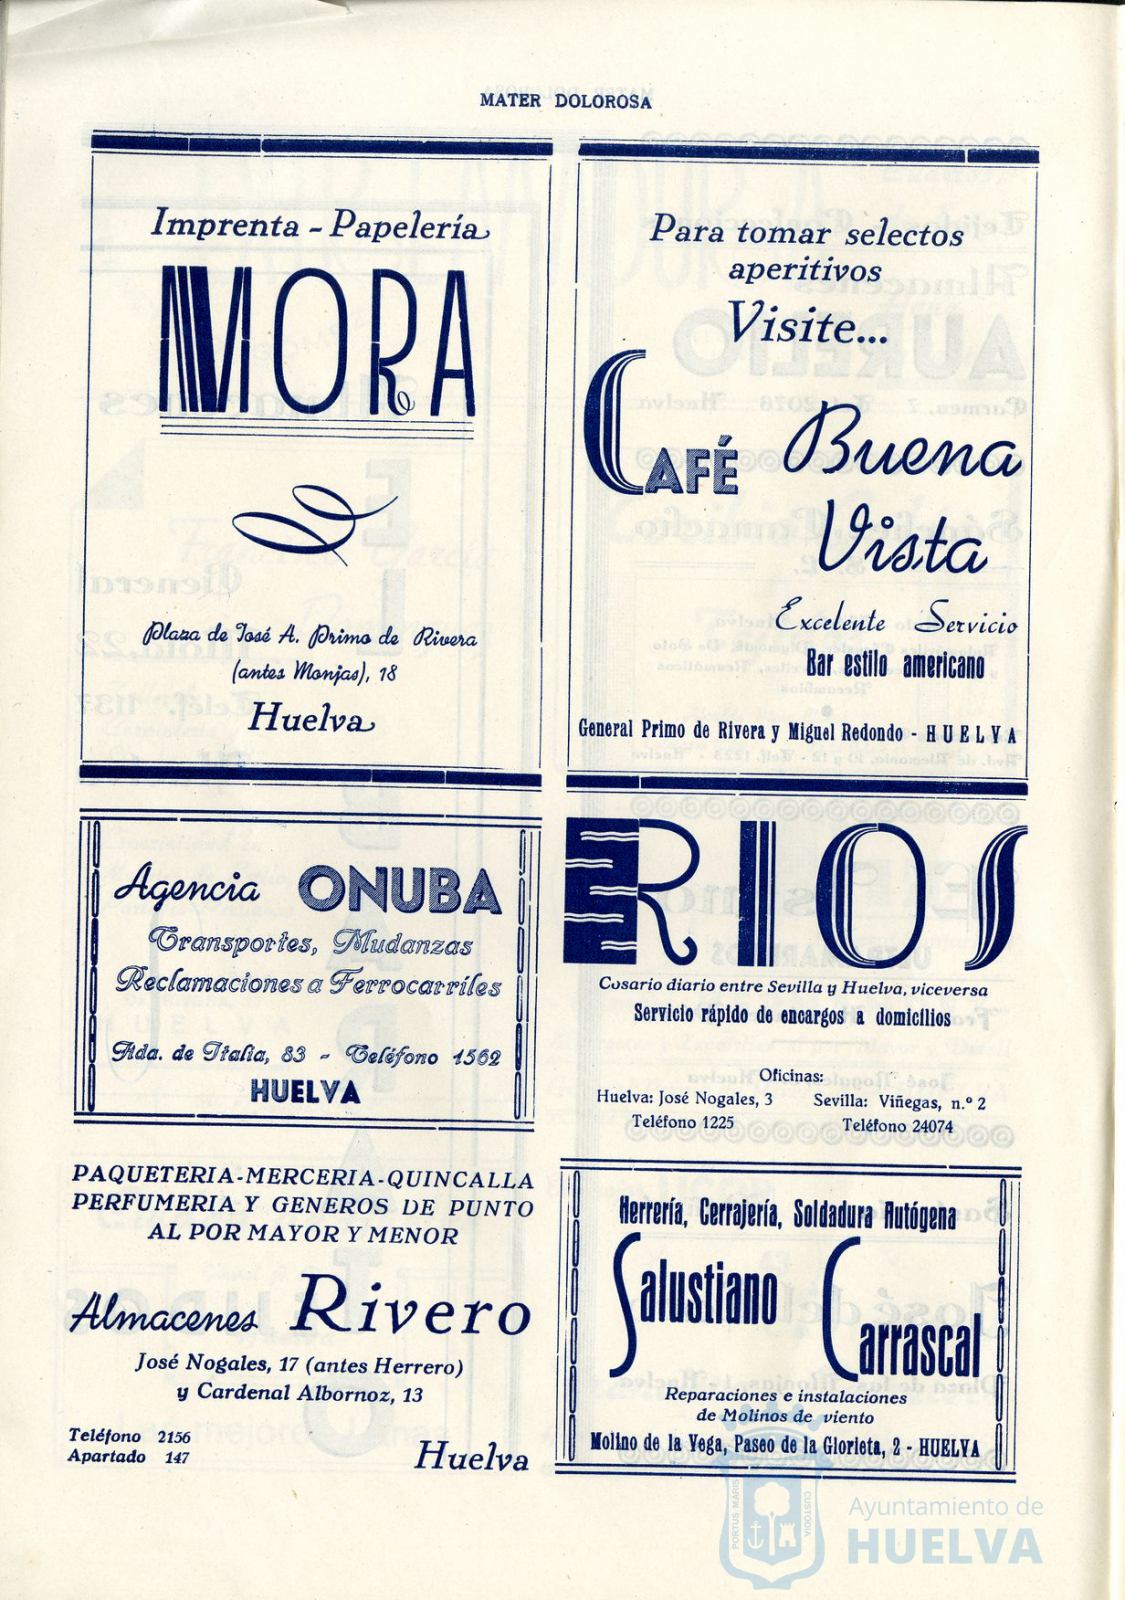 MATER DOLOROSA
Imprenta - Papelería
MORA
Plaza de José A. Primo de Rivera
(antes Monjas), 18
Huelva
Para tomar selectos
aperitivos
Visite...
CAFÉ Buena
Vista
Excelente Servicio
Bar estilo americano
General Primo de Rivera y Miguel Redondo - HUELVA
Agencia ONUBA
Transportes, Mudanzas
Reclamaciones a Ferrocarriles
Avda. de Italia, 83 - Teléfono 1562
HUELVA
RIOS
Cosario diario entre Sevilla y Huelva, viceversa
Servicio rápido de encargos a domicilios
Oficinas:
Huelva: José Nogales, 3 Sevilla: Viñegas, n.º 2
Teléfono 1225 Teléfono 24074
PAQUETERIA-MERCERIA-QUINCALLA
PERFUMERIA Y GENEROS DE PUNTO
AL POR MAYOR Y MENOR
Almacenes Rivero
José Nogales, 17 (antes Herrero)
y Cardenal Albornoz, 13
Teléfono 2156
Apartado 147
Huelva
Herrería, Cerrajería, Soldadura Autógena
Salustiano
Carrascal
Reparaciones e instalaciones
de Molinos de viento
Molino de la Vega, Paseo de la Glorieta, 2 - HUELVA
PORTUS MARIS
CUSTODIA
Ayuntamiento de
HUELVA